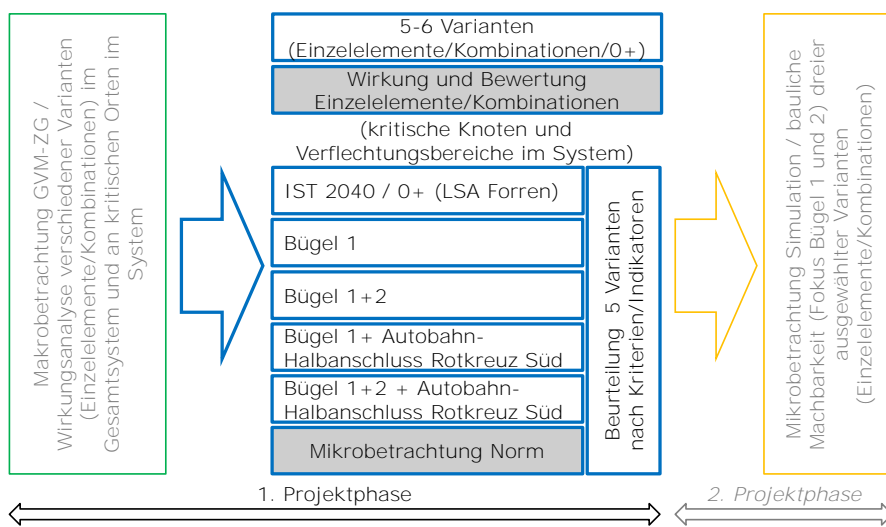 Makrobetrachtung GVM-ZG /
Wirkungsanalyse verschiedener Varianten
(Einzelelemente/Kombinationen) im
Gesamtsystem und an kritischen Orten im
System
5-6 Varianten
(Einzelelemente/Kombinationen/0+)
Wirkung und Bewertung
Einzelelemente/Kombinationen
(kritische Knoten und
Verflechtungsbereiche im System)
IST 2040 / 0+ (LSA Forren)
Bügel 1
Bügel 1+2
Bügel 1+ Autobahn-
Halbanschluss Rotkreuz Süd
Bügel 1+2 + Autobahn-
Halbanschluss Rotkreuz Süd
Mikrobetrachtung Norm
Beurteilung 5 Varianten
nach Kriterien/Indikatoren
Mikrobetrachtung Simulation / bauliche
Machbarkeit (Fokus Bügel 1 und 2) dreier
ausgewählter Varianten
(Einzelelemente/Kombinationen)
1. Projektphase
2. Projektphase